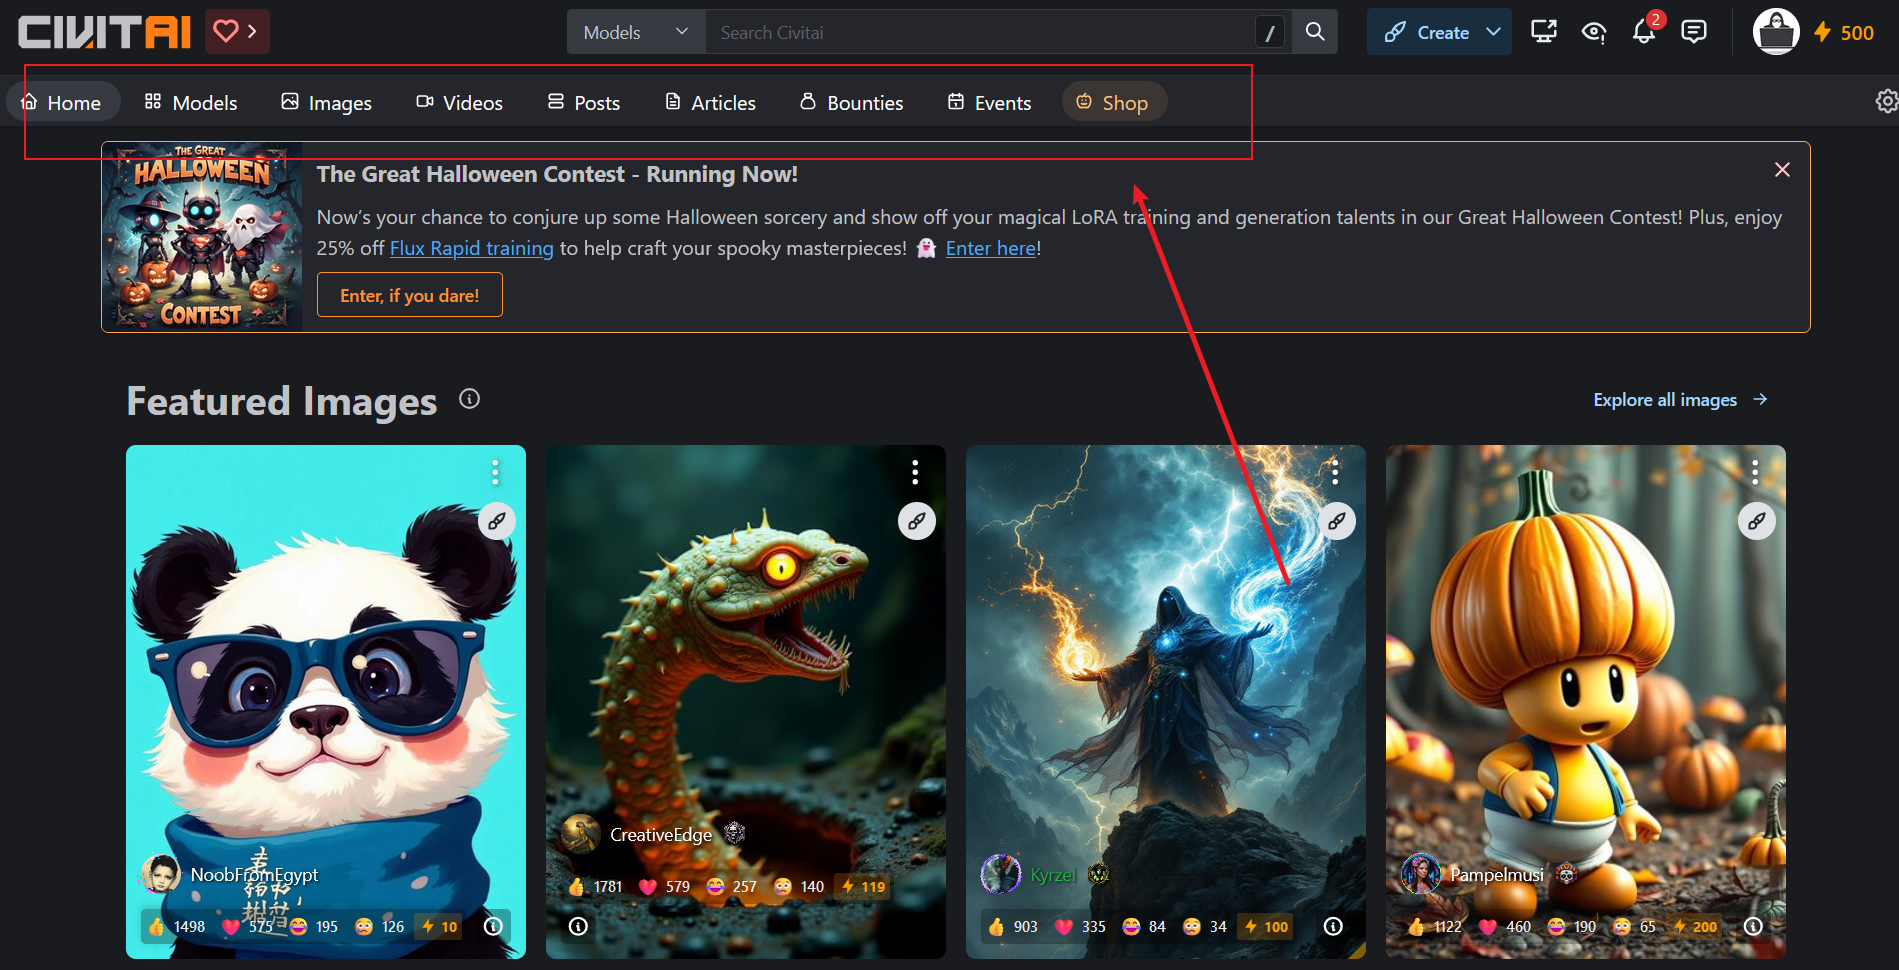 CIVITAI
Models
Search Civitai
/
Create
2
500
Home
Models
Images
Videos
Posts
Articles
Bounties
Events
Shop
THE GREAT
HALLOWEEN
CONTEST
The Great Halloween Contest - Running Now!
Now’s your chance to conjure up some Halloween sorcery and show off your magical LoRA training and generation talents in our Great Halloween Contest! Plus, enjoy
25% off Flux Rapid training to help craft your spooky masterpieces! 👻 Enter here!
Enter, if you dare!
Featured Images
Explore all images
NoobFromEgypt
1498 575 195 126 10
CreativeEdge
1781 579 257 140 119
Kyrzel
903 335 84 34 100
Pampelmusi
1122 460 190 65 200